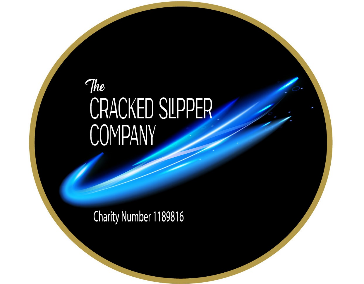 The
CRACKED SLIPPER
COMPANY
Charity Number 1189816